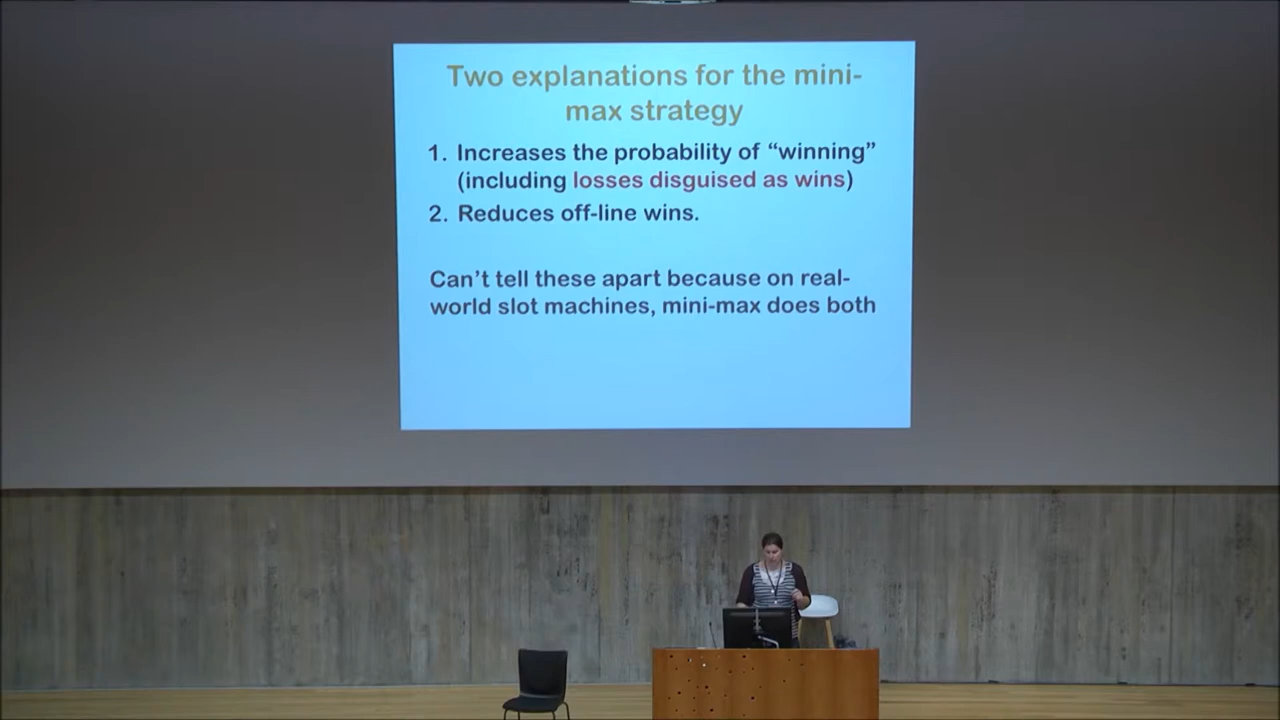 Two explanations for the mini-
max strategy
1. Increases the probability of “winning”
(including losses disguised as wins)
2. Reduces off-line wins.
Can’t tell these apart because on real-
world slot machines, mini-max does both